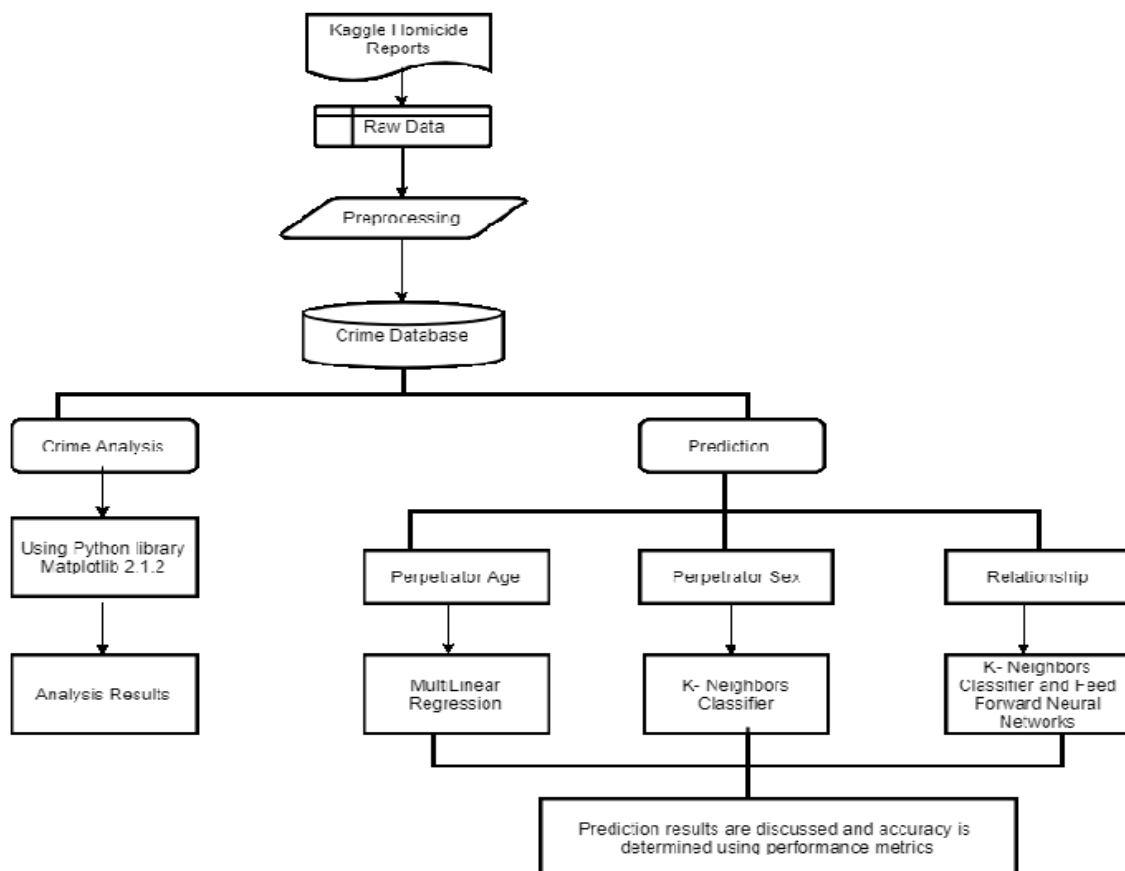 Kaggle Homicide
Reports
Raw Data
Preprocessing
Crime Database
Crime Analysis
Prediction
Using Python library
Matplotlib 2.1.2
Perpetrator Age
Perpetrator Sex
Relationship
Analysis Results
MultiLinear
Regression
K- Neighbors
Classifier
K- Neighbors
Classifier and Feed
Forward Neural
Networks
Prediction results are discussed and accuracy is
determined using performance metrics